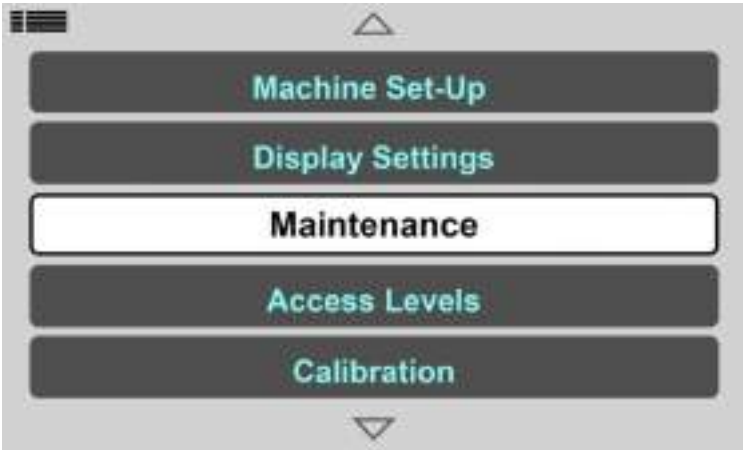 Machine Set-Up
Display Settings
Maintenance
Access Levels
Calibration